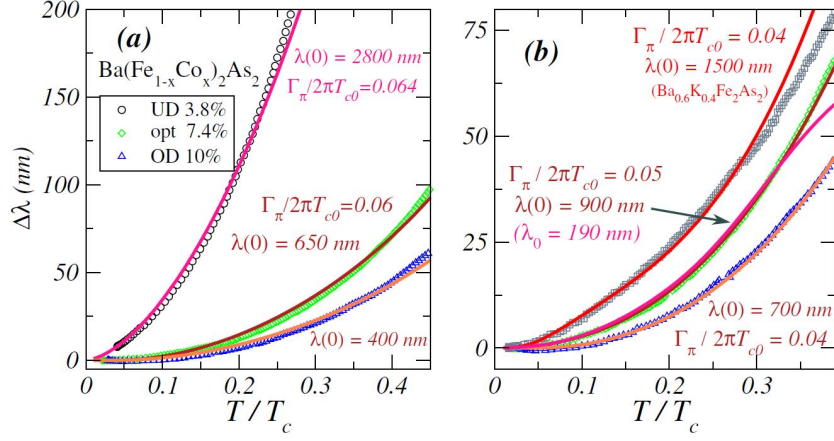 200
150
100
50
0
Δλ (nm)
(a)
Ba(Fe1-xCox)2As2
UD 3.8%
opt 7.4%
OD 10%
λ(0) = 2800 nm
Γπ/2πTc0=0.064
Γπ/2πTc0=0.06
λ(0) = 650 nm
λ(0) = 400 nm
0 0.1 0.2 0.3 0.4
T / Tc
75
50
25
0
(b)
Γπ / 2πTc0 = 0.04
λ(0) = 1500 nm
(Ba0.6K0.4Fe2As2)
Γπ / 2πTc0 = 0.05
λ(0) = 900 nm
(λ0 = 190 nm)
λ(0) = 700 nm
Γπ / 2πTc0 = 0.04
0 0.1 0.2 0.3
T / Tc